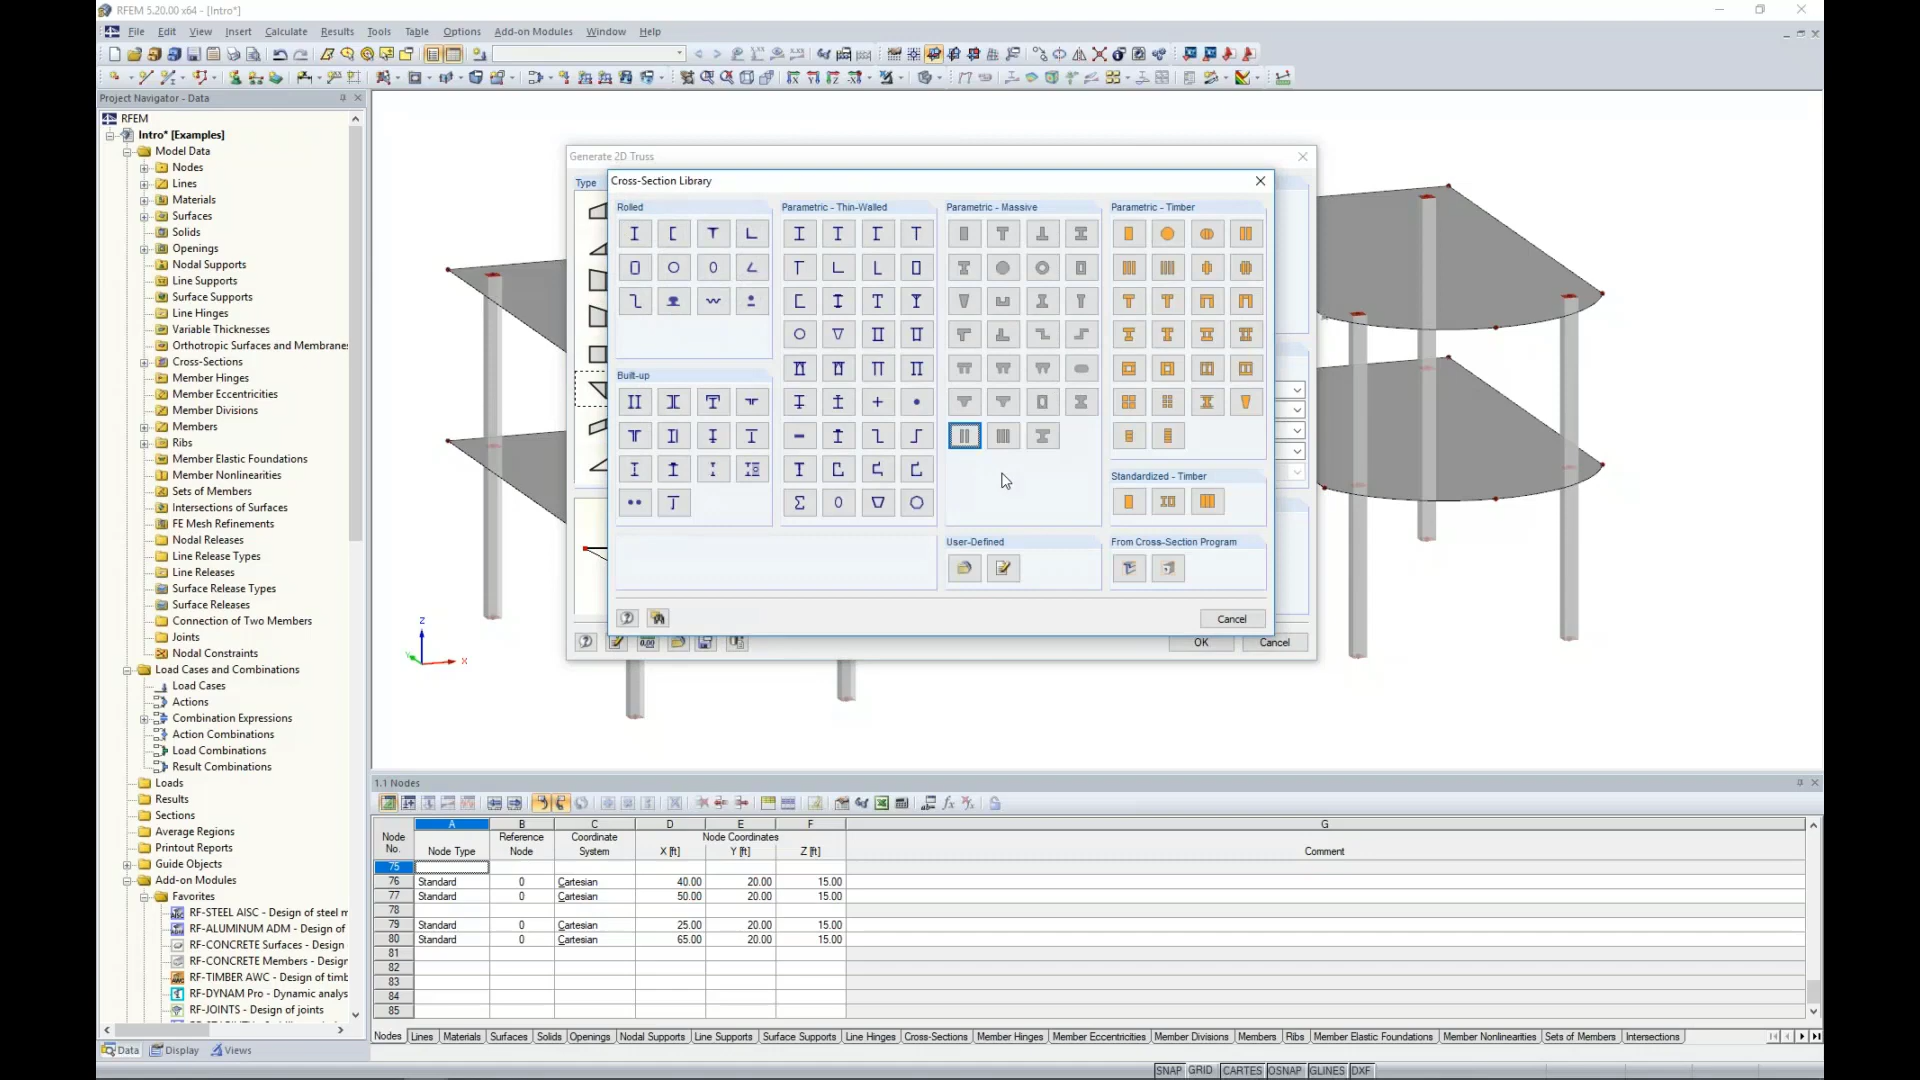 RFEM 5.20.00 x64 - [Intro*]
File Edit View Insert Calculate Results Tools Table Options Add-on Modules Window Help
Project Navigator - Data
RFEM
Intro* [Examples]
Model Data
Nodes
Lines
Materials
Surfaces
Solids
Openings
Nodal Supports
Line Supports
Surface Supports
Line Hinges
Variable Thicknesses
Orthotropic Surfaces and Membranes
Cross-Sections
Member Hinges
Member Eccentricities
Member Divisions
Members
Ribs
Member Elastic Foundations
Member Nonlinearities
Sets of Members
Intersections of Surfaces
FE Mesh Refinements
Nodal Releases
Line Release Types
Line Releases
Surface Release Types
Surface Releases
Connection of Two Members
Joints
Nodal Constraints
Load Cases and Combinations
Load Cases
Actions
Combination Expressions
Action Combinations
Load Combinations
Result Combinations
Loads
Results
Sections
Average Regions
Printout Reports
Guide Objects
Add-on Modules
Favorites
RF-STEEL AISC - Design of steel m
RF-ALUMINUM ADM - Design of
RF-CONCRETE Surfaces - Design
RF-CONCRETE Members - Design
RF-TIMBER AWC - Design of timb
RF-DYNAM Pro - Dynamic analys
RF-JOINTS - Design of joints
Data Display Views
Generate 2D Truss
Type
Cross-Section Library
Rolled
Parametric - Thin-Walled
Parametric - Massive
Parametric - Timber
Built-up
Standardized - Timber
User-Defined
From Cross-Section Program
Cancel
OK Cancel
Z
Y
X
1.1 Nodes
A B C D E F G
Node Reference Coordinate Node Coordinates
No. Node Type Node System X [ft] Y [ft] Z [ft] Comment
75
76 Standard 0 Cartesian 40.00 20.00 15.00
77 Standard 0 Cartesian 50.00 20.00 15.00
78
79 Standard 0 Cartesian 25.00 20.00 15.00
80 Standard 0 Cartesian 65.00 20.00 15.00
81
82
83
84
85
Nodes Lines Materials Surfaces Solids Openings Nodal Supports Line Supports Surface Supports Line Hinges Cross-Sections Member Hinges Member Eccentricities Member Divisions Members Ribs Member Elastic Foundations Member Nonlinearities Sets of Members Intersections
SNAP GRID CARTES OSNAP GLINES DXF